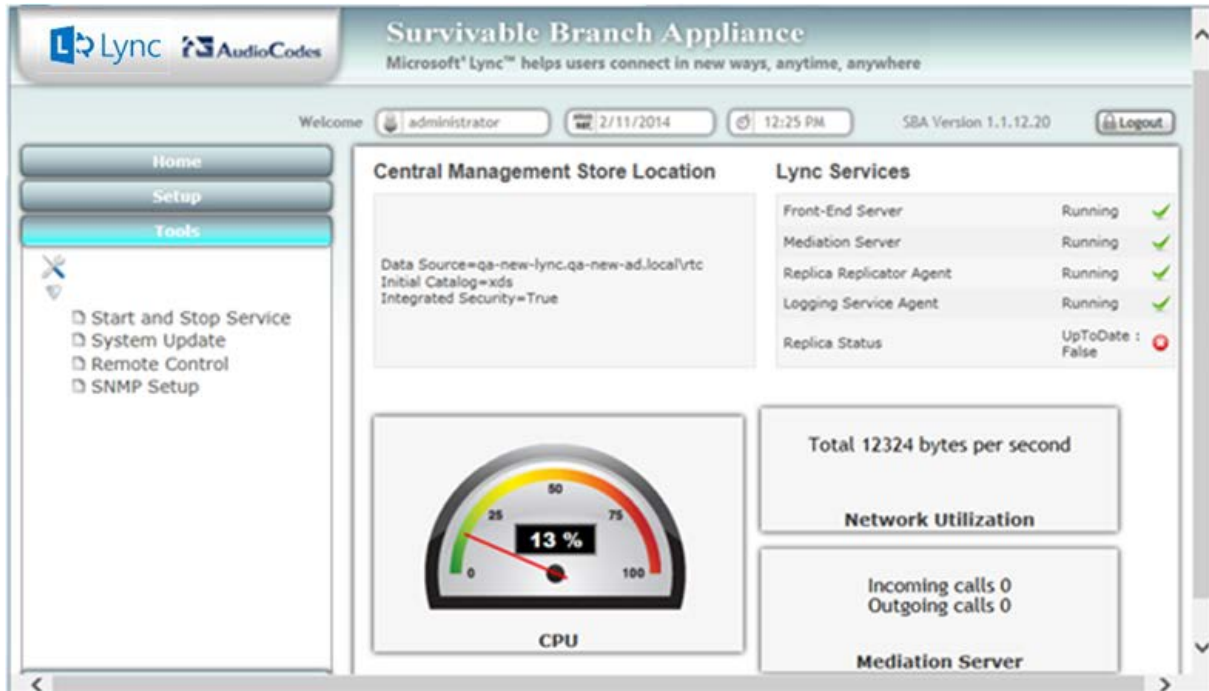 Lync AudioCodes
Survivable Branch Appliance
Microsoft® Lync™ helps users connect in new ways, anytime, anywhere
Welcome administrator 2/11/2014 12:25 PM SBA Version 1.1.12.20 Logout
Home
Setup
Tools
Start and Stop Service
System Update
Remote Control
SNMP Setup
Central Management Store Location
Data Source=qa-new-lync.qa-new-ad.local\rtc
Initial Catalog=xds
Integrated Security=True
Lync Services
Front-End Server Running
Mediation Server Running
Replica Replicator Agent Running
Logging Service Agent Running
Replica Status UpToDate :
False
0
25
50
75
100
13 %
CPU
Total 12324 bytes per second
Network Utilization
Incoming calls 0
Outgoing calls 0
Mediation Server